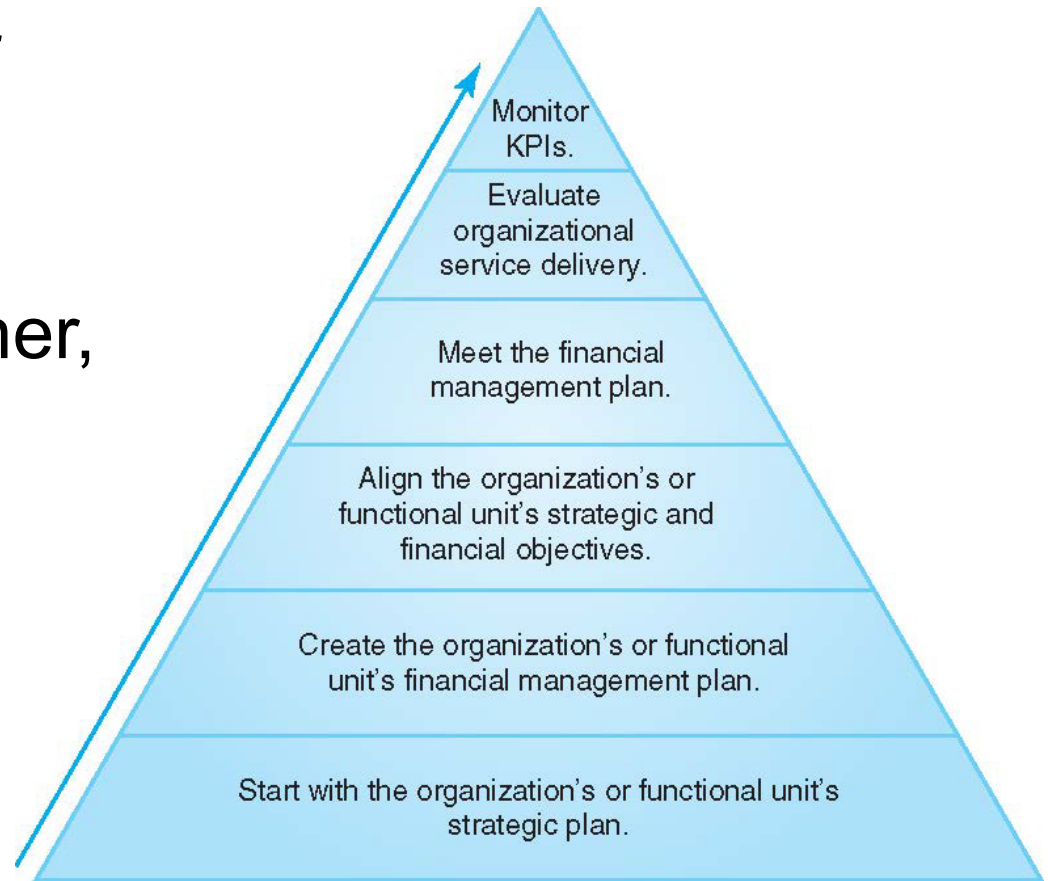 Monitor
KPIs.
Evaluate
organizational
service delivery.
Meet the financial
management plan.
Align the organization's or
functional unit's strategic and
financial objectives.
Create the organization's or functional
unit's financial management plan.
Start with the organization's or functional unit's
strategic plan.